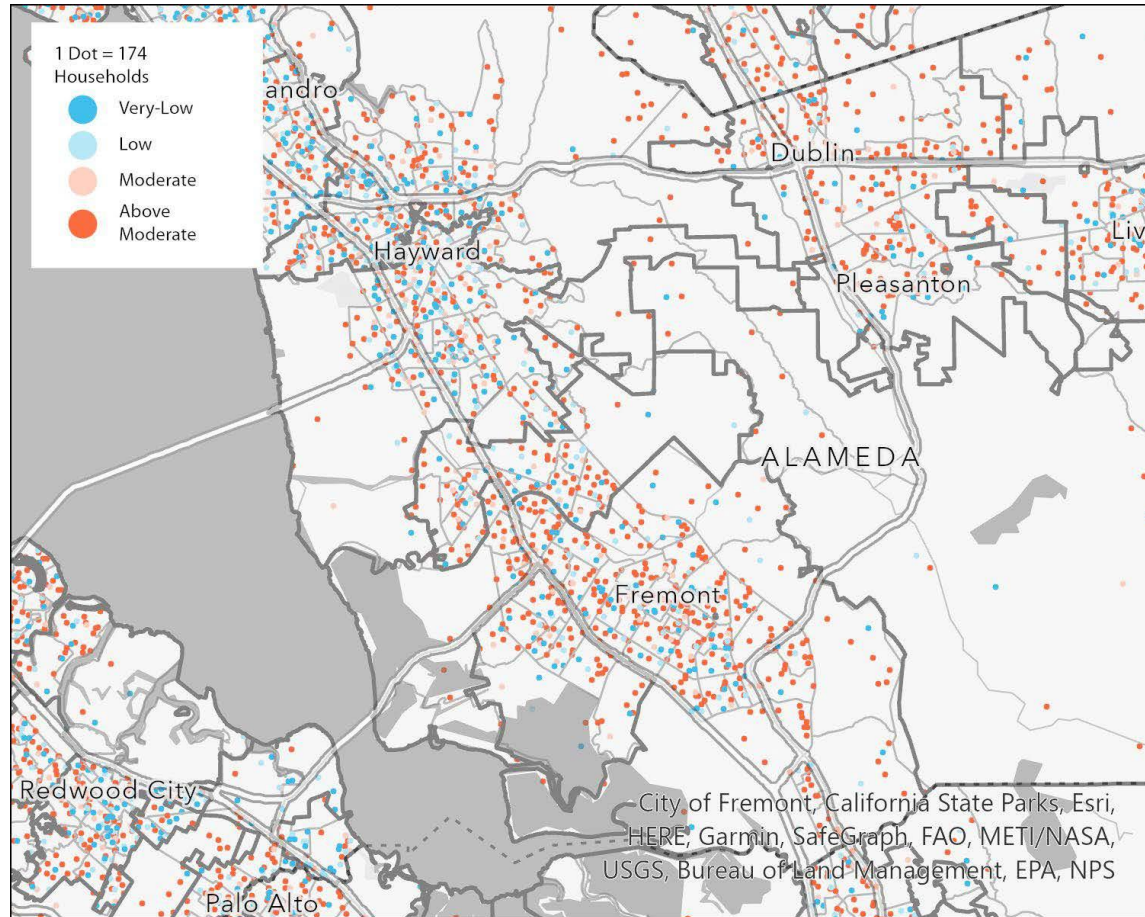 1 Dot = 174
Households
Very-Low
Low
Moderate
Above
Moderate
andro
Dublin
Hayward
Liv
Pleasanton
ALAMEDA
Fremont
Redwood City
Palo Alto
City of Fremont, California State Parks, Esri,
HERE, Garmin, SafeGraph, FAO, METI/NASA,
USGS, Bureau of Land Management, EPA, NPS